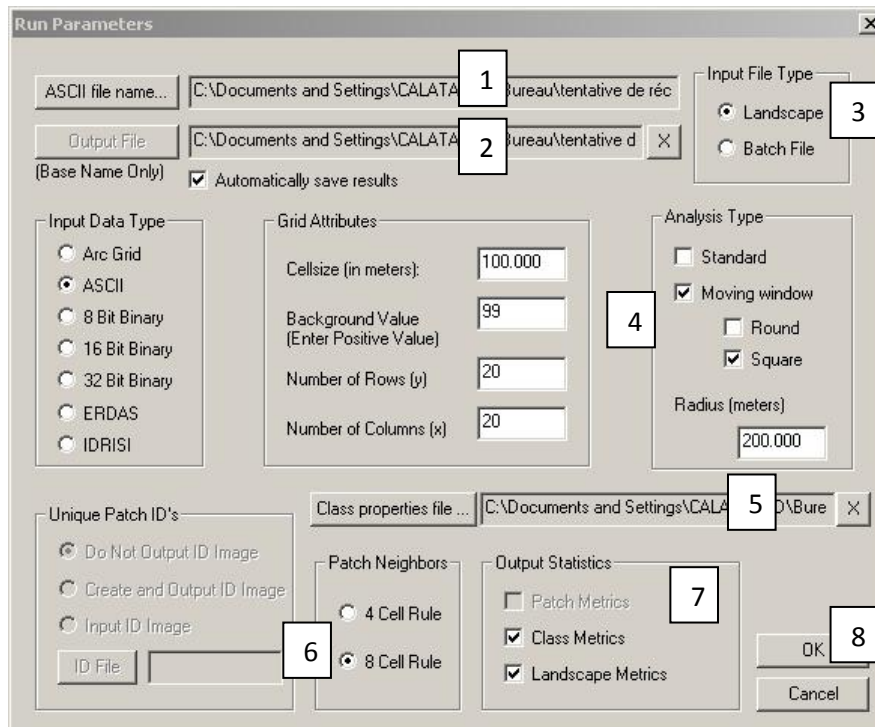 Run Parameters
ASCII file name... C:\Documents and Settings\CALATA Bureau\tentative de réc
1
Input File Type
Landscape
Batch File
3
Output File C:\Documents and Settings\CALATA Bureau\tentative d X
2
(Base Name Only)
Automatically save results
Input Data Type
Arc Grid
ASCII
8 Bit Binary
16 Bit Binary
32 Bit Binary
ERDAS
IDRISI
Grid Attributes
Cellsize (in meters): 100.000
Background Value 99
(Enter Positive Value)
Number of Rows (y) 20
Number of Columns (x) 20
4
Analysis Type
Standard
Moving window
Round
Square
Radius (meters)
200.000
Class properties file ... C:\Documents and Settings\CALA D\Bure X
5
Unique Patch ID's
Do Not Output ID Image
Create and Output ID Image
Input ID Image
ID File
6
Patch Neighbors
4 Cell Rule
8 Cell Rule
Output Statistics
Patch Metrics
Class Metrics
Landscape Metrics
7
OK
8
Cancel